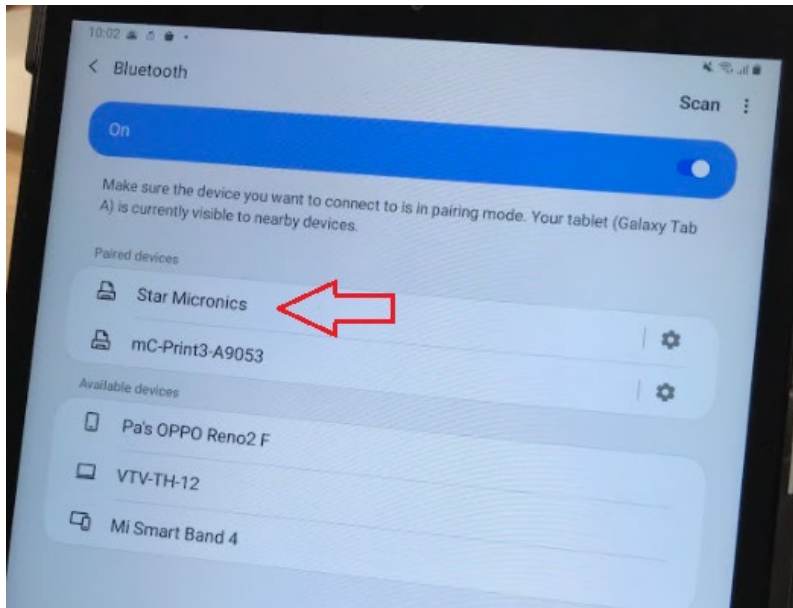 10:02
Bluetooth
Scan
On
Make sure the device you want to connect to is in pairing mode. Your tablet (Galaxy Tab
A) is currently visible to nearby devices.
Paired devices
Star Micronics
mC-Print3-A9053
Available devices
Pa's OPPO Reno2 F
VTV-TH-12
Mi Smart Band 4